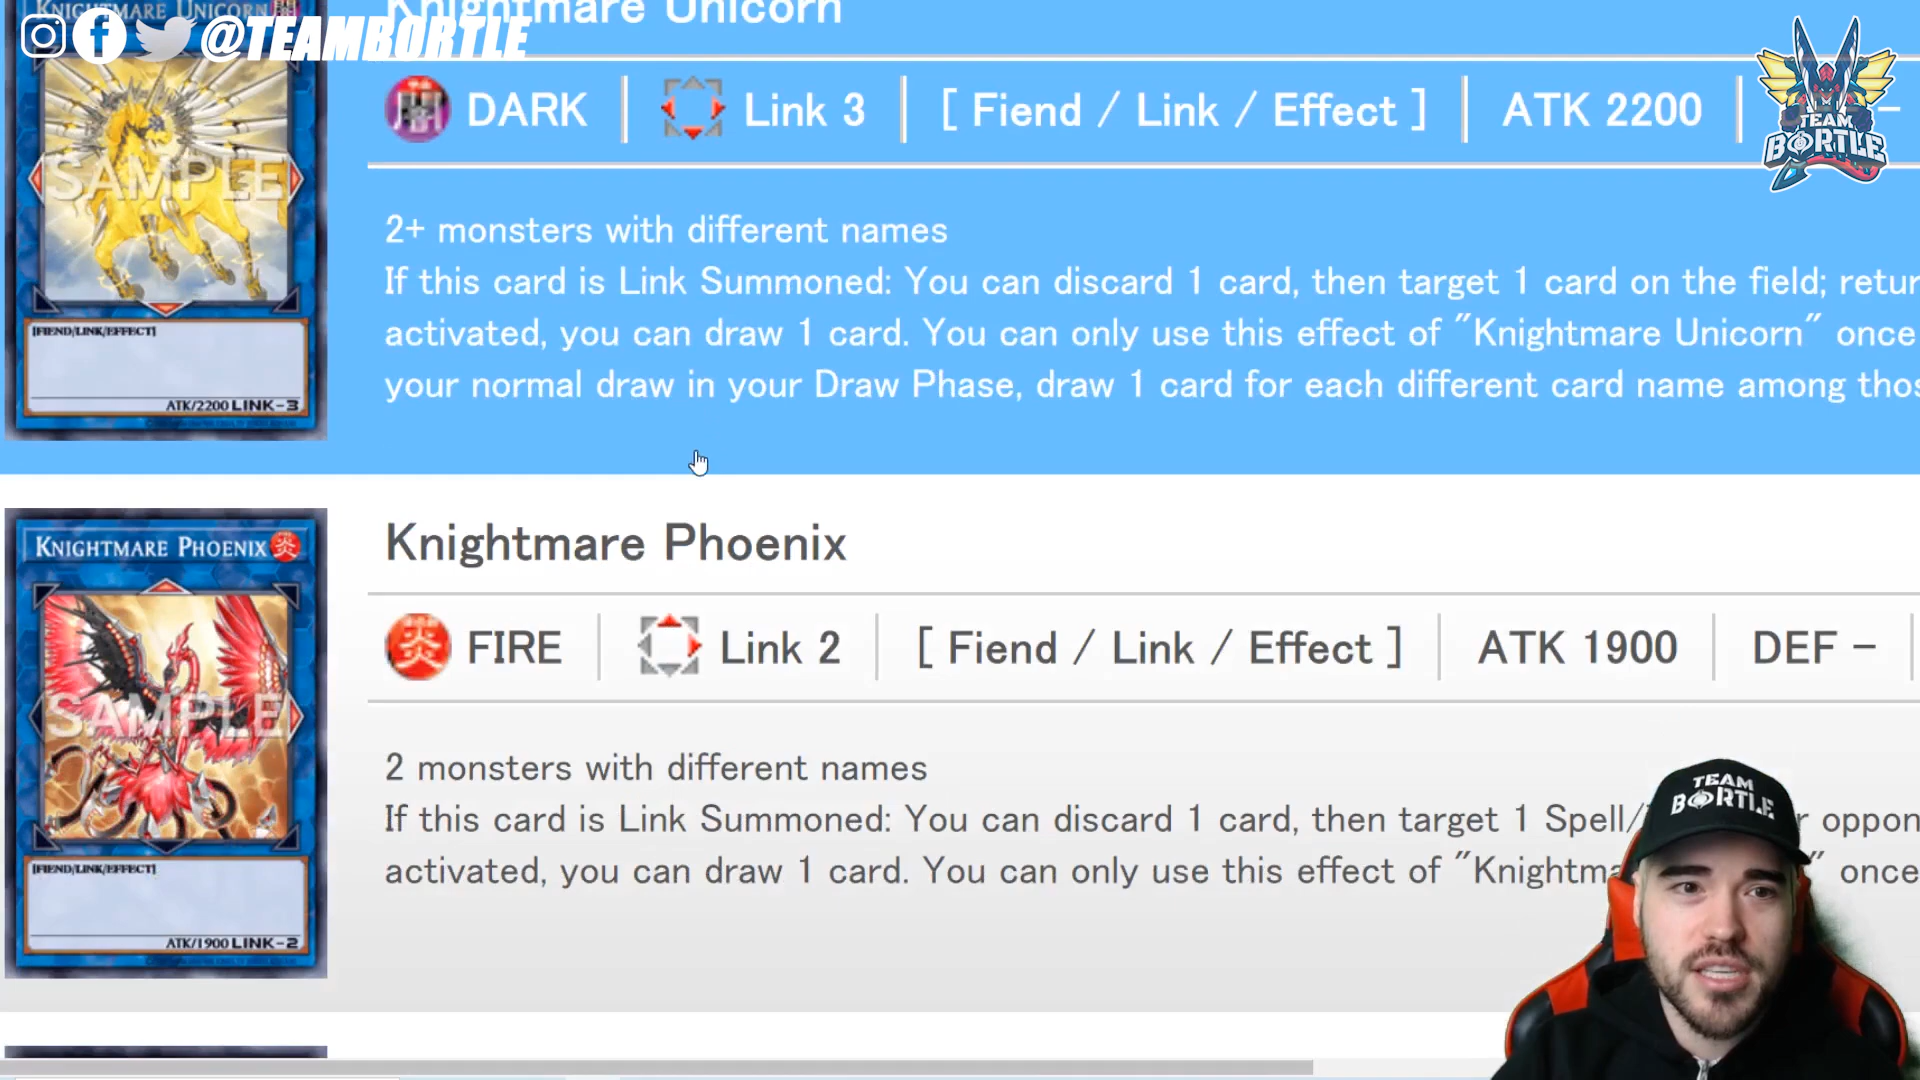 KNIGHTMARE UNICORN
@TEAMBORTLE
Knightmare Unicorn
闇 DARK
Link 3
[ Fiend / Link / Effect ]
ATK 2200
–
TEAM
BORTLE
SAMPLE
[FIEND/LINK/EFFECT]
ATK/2200 LINK-3
2+ monsters with different names
If this card is Link Summoned: You can discard 1 card, then target 1 card on the field; retur
activated, you can draw 1 card. You can only use this effect of "Knightmare Unicorn" once
your normal draw in your Draw Phase, draw 1 card for each different card name among thos
KNIGHTMARE PHOENIX 炎
SAMPLE
[FIEND/LINK/EFFECT]
ATK/1900 LINK-2
Knightmare Phoenix
炎 FIRE
Link 2
[ Fiend / Link / Effect ]
ATK 1900
DEF –
2 monsters with different names
If this card is Link Summoned: You can discard 1 card, then target 1 Spell/ r oppon
activated, you can draw 1 card. You can only use this effect of "Knightma " once
TEAM
BORTLE